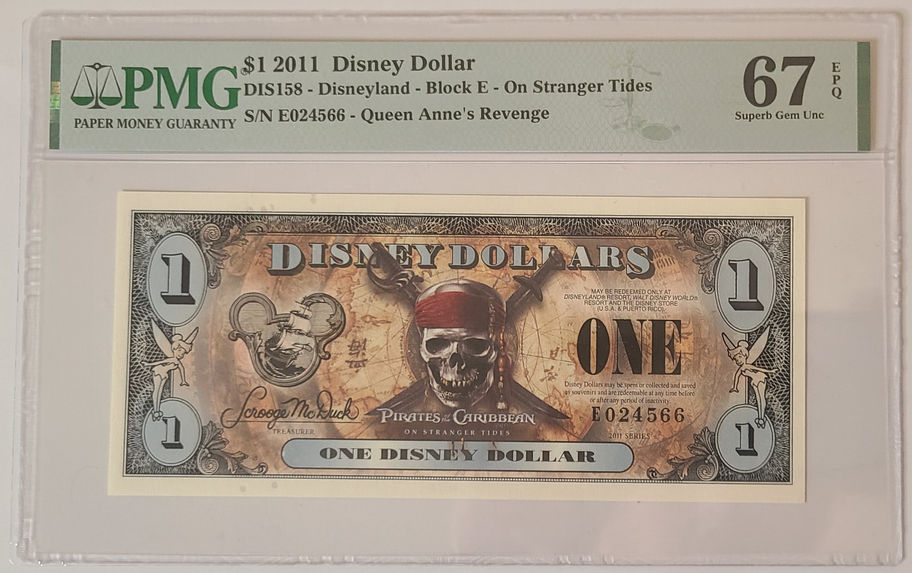 PMG
PAPER MONEY GUARANTY
$1 2011 Disney Dollar
DIS158 - Disneyland - Block E - On Stranger Tides
S/N E024566 - Queen Anne's Revenge
67
EPQ
Superb Gem Unc
1
DISNEY DOLLARS
1
MAY BE REDEEMED ONLY AT
DISNEYLAND® RESORT, WALT DISNEY WORLD®
RESORT AND THE DISNEY STORE
(U.S.A. & PUERTO RICO).
ONE
Disney Dollars may be spent or collected and saved
as souvenirs and are redeemable at any time before
or after any period of inactivity.
E024566
2011 SERIES
Scrooge McDuck
TREASURER
PIRATES of the CARIBBEAN
ON STRANGER TIDES
1
ONE DISNEY DOLLAR
1